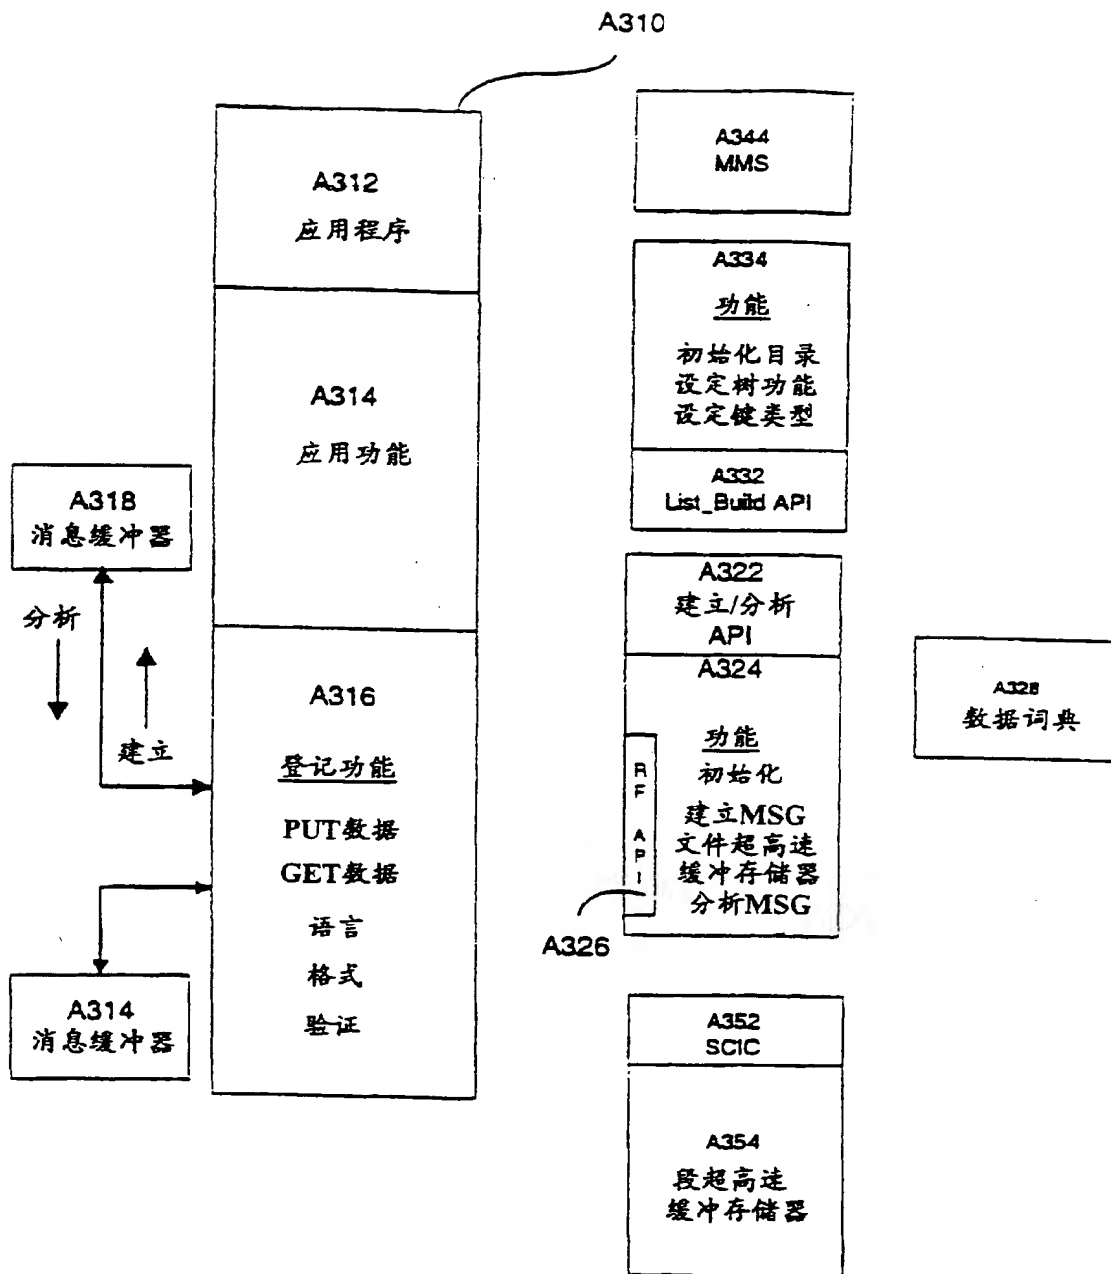 A310
A312
应用程序
A314
应用功能
A316
登记功能
PUT数据
GET数据
语言
格式
验证
A318
消息缓冲器
分析
建立
A314
消息缓冲器
A344
MMS
A334
功能
初始化目录
设定树功能
设定键类型
A332
List_Build API
A322
建立/分析
API
A324
功能
初始化
建立MSG
文件超高速
缓冲存储器
分析MSG
RF API
A326
A328
数据词典
A352
SCIC
A354
段超高速
缓冲存储器